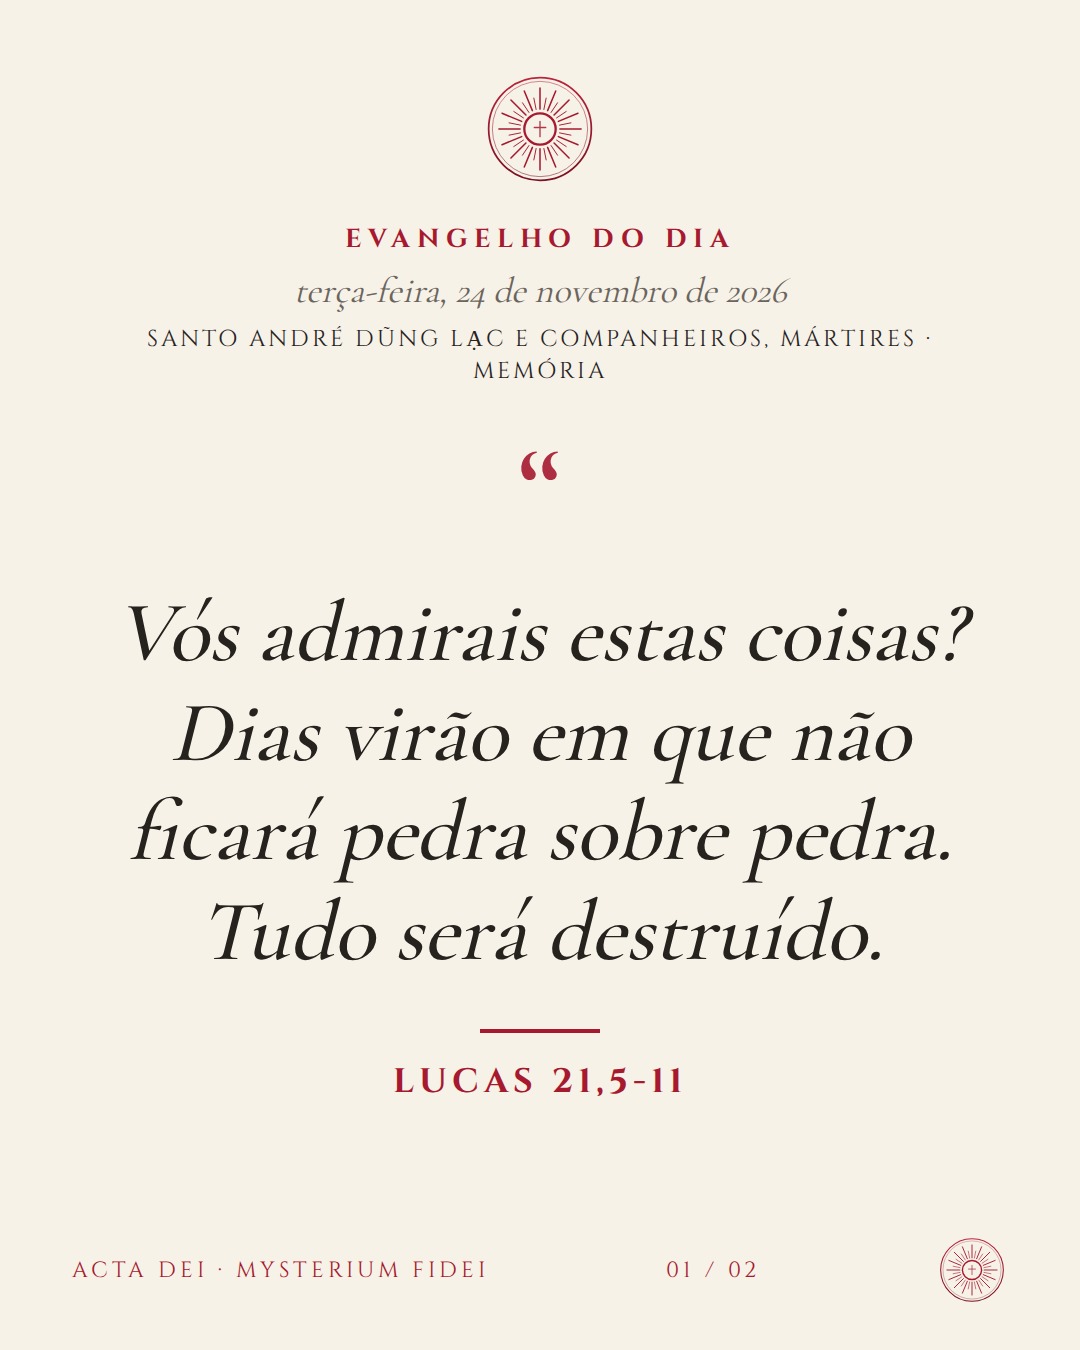 EVANGELHO DO DIA
terça-feira, 24 de novembro de 2026
SANTO ANDRÉ DŨNG LẠC E COMPANHEIROS, MÁRTIRES ·
MEMÓRIA
“
Vós admirais estas coisas?
Dias virão em que não
ficará pedra sobre pedra.
Tudo será destruído.
LUCAS 21,5-11
ACTA DEI · MYSTERIUM FIDEI
01 / 02